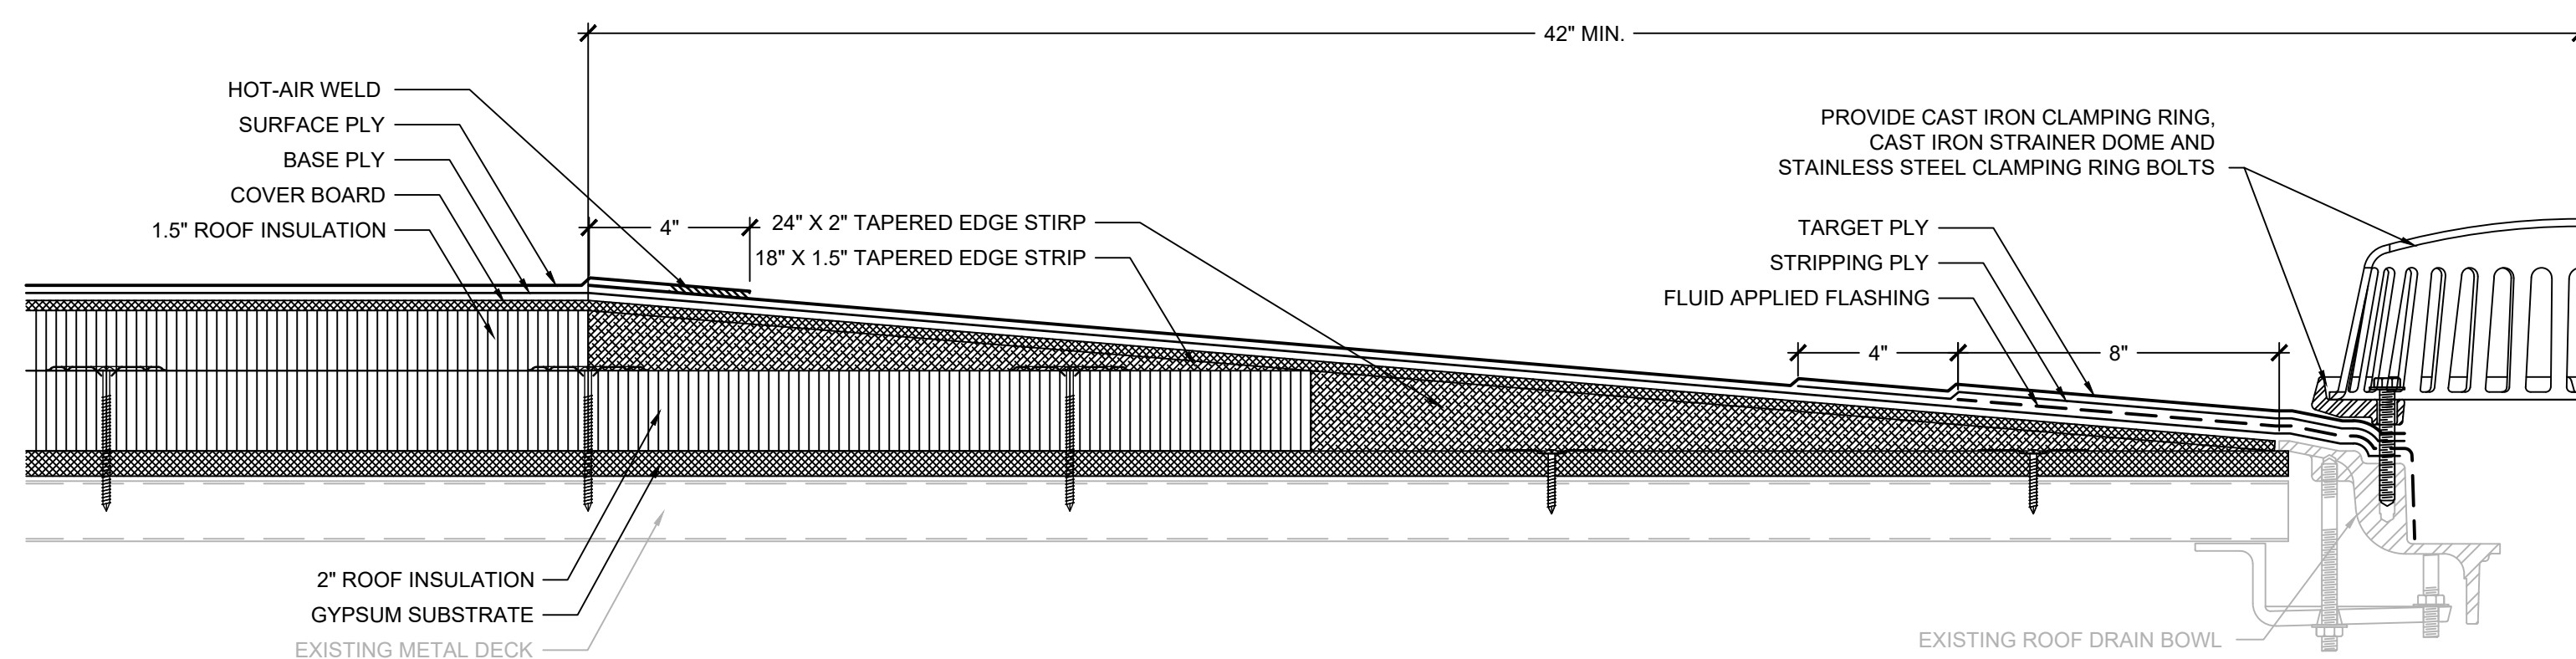 42" MIN.
HOT-AIR WELD
SURFACE PLY
BASE PLY
COVER BOARD
1.5" ROOF INSULATION
4"
24" X 2" TAPERED EDGE STIRP
18" X 1.5" TAPERED EDGE STRIP
PROVIDE CAST IRON CLAMPING RING,
CAST IRON STRAINER DOME AND
STAINLESS STEEL CLAMPING RING BOLTS
TARGET PLY
STRIPPING PLY
FLUID APPLIED FLASHING
4"
8"
2" ROOF INSULATION
GYPSUM SUBSTRATE
EXISTING METAL DECK
EXISTING ROOF DRAIN BOWL